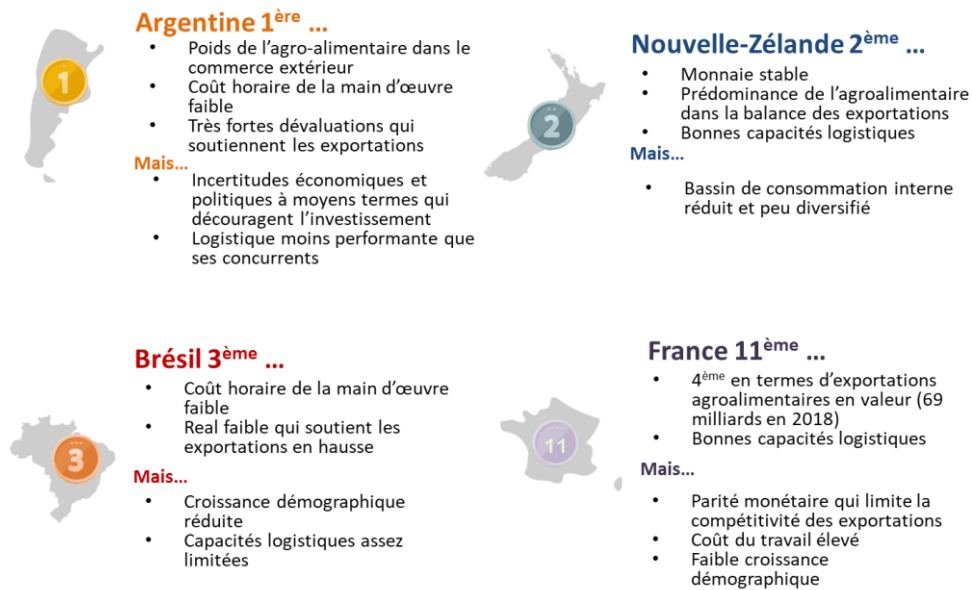 Argentine 1ère ...
1
• Poids de l’agro-alimentaire dans le
commerce extérieur
• Coût horaire de la main d’œuvre
faible
• Très fortes dévaluations qui
soutiennent les exportations
Mais...
• Incertitudes économiques et
politiques à moyens termes qui
découragent l’investissement
• Logistique moins performante que
ses concurrents
Nouvelle-Zélande 2ème ...
2
• Monnaie stable
• Prédominance de l’agroalimentaire
dans la balance des exportations
• Bonnes capacités logistiques
Mais...
• Bassin de consommation interne
réduit et peu diversifié
Brésil 3ème ...
3
• Coût horaire de la main d’œuvre
faible
• Real faible qui soutient les
exportations en hausse
Mais...
• Croissance démographique
réduite
• Capacités logistiques assez
limitées
France 11ème ...
11
• 4ème en termes d’exportations
agroalimentaires en valeur (69
milliards en 2018)
• Bonnes capacités logistiques
Mais...
• Parité monétaire qui limite la
compétitivité des exportations
• Coût du travail élevé
• Faible croissance
démographique